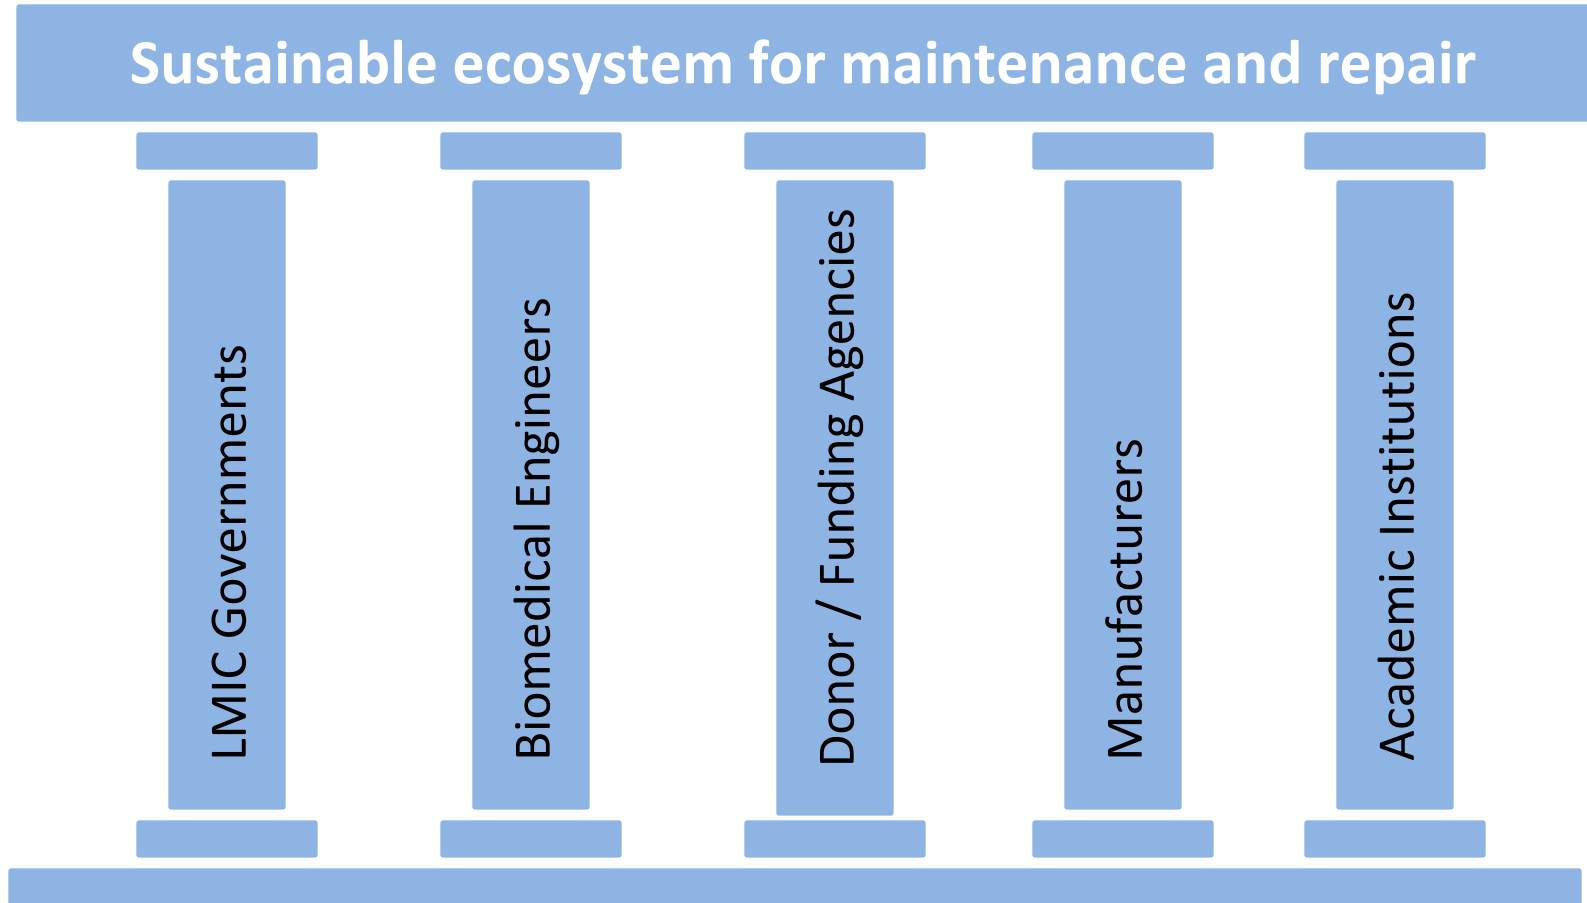 Sustainable ecosystem for maintenance and repair
LMIC Governments
Biomedical Engineers
Donor / Funding Agencies
Manufacturers
Academic Institutions